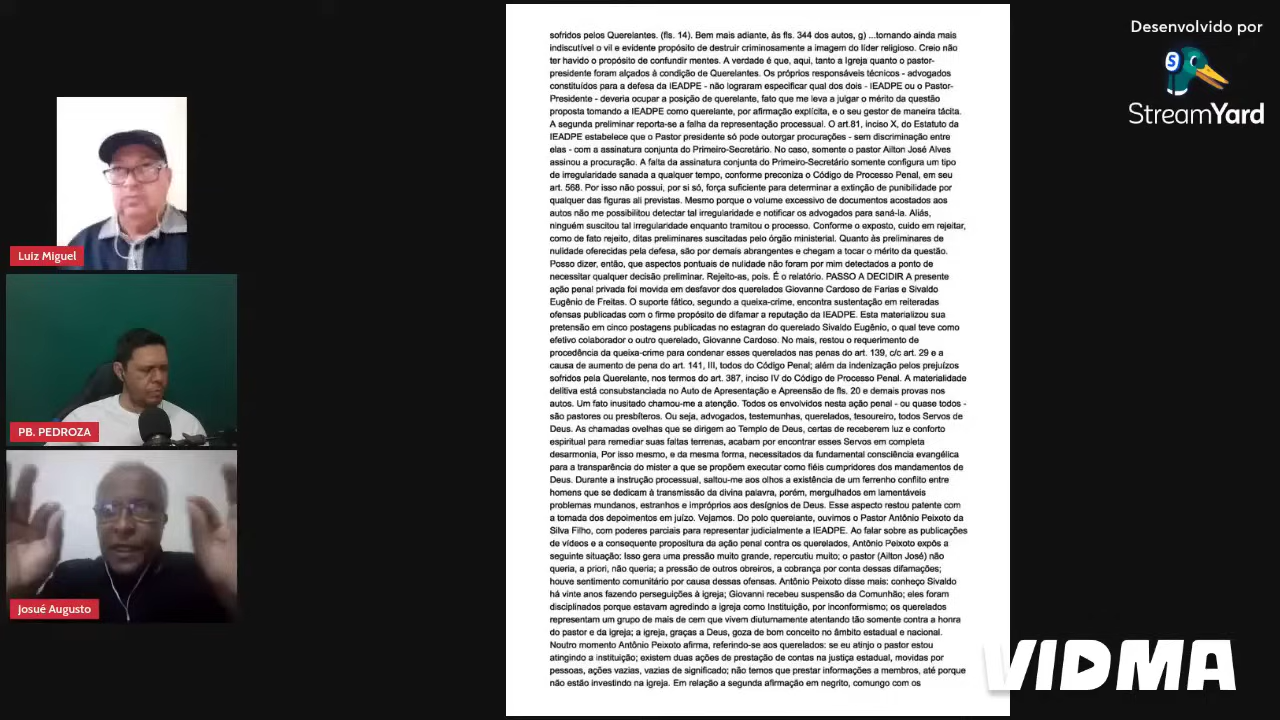 sofridos pelos Querelantes. (fls. 14). Bem mais adiante, às fls. 344 dos autos, g) ...tornando ainda mais
indiscutível o vil e evidente propósito de destruir criminosamente a imagem do líder religioso. Creio não
ter havido o propósito de confundir mentes. A verdade é que, aqui, tanto a Igreja quanto o pastor-
presidente foram alçados à condição de Querelantes. Os próprios responsáveis técnicos - advogados
constituídos para a defesa da IEADPE - não lograram especificar qual dos dois - IEADPE ou o Pastor-
Presidente - deveria ocupar a posição de querelante, fato que me leva a julgar o mérito da questão
proposta tomando a IEADPE como querelante, por afirmação explícita, e o seu gestor de maneira tácita.
A segunda preliminar reporta-se a falha da representação processual. O art.81, inciso X, do Estatuto da
IEADPE estabelece que o Pastor presidente só pode outorgar procurações - sem discriminação entre
elas - com a assinatura conjunta do Primeiro-Secretário. No caso, somente o pastor Ailton José Alves
assinou a procuração. A falta da assinatura conjunta do Primeiro-Secretário somente configura um tipo
de irregularidade sanada a qualquer tempo, conforme preconiza o Código de Processo Penal, em seu
art. 568. Por isso não possui, por si só, força suficiente para determinar a extinção de punibilidade por
qualquer das figuras ali previstas. Mesmo porque o volume excessivo de documentos acostados aos
autos não me possibilitou detectar tal irregularidade e notificar os advogados para saná-la. Aliás,
ninguém suscitou tal irregularidade enquanto tramitou o processo. Conforme o exposto, cuido em rejeitar,
como de fato rejeito, ditas preliminares suscitadas pelo órgão ministerial. Quanto às preliminares de
nulidade oferecidas pela defesa, são por demais abrangentes e chegam a tocar o mérito da questão.
Posso dizer, então, que aspectos pontuais de nulidade não foram por mim detectados a ponto de
necessitar qualquer decisão preliminar. Rejeito-as, pois. É o relatório. PASSO A DECIDIR A presente
ação penal privada foi movida em desfavor dos querelados Giovanne Cardoso de Farias e Sivaldo
Eugênio de Freitas. O suporte fático, segundo a queixa-crime, encontra sustentação em reiteradas
ofensas publicadas com o firme propósito de difamar a reputação da IEADPE. Esta materializou sua
pretensão em cinco postagens publicadas no estagran do querelado Sivaldo Eugênio, o qual teve como
efetivo colaborador o outro querelado, Giovanne Cardoso. No mais, restou o requerimento de
procedência da queixa-crime para condenar esses querelados nas penas do art. 139, c/c art. 29 e a
causa de aumento de pena do art. 141, III, todos do Código Penal; além da indenização pelos prejuízos
sofridos pela Querelante, nos termos do art. 387, inciso IV do Código de Processo Penal. A materialidade
delitiva está consubstanciada no Auto de Apresentação e Apreensão de fls. 20 e demais provas nos
autos. Um fato inusitado chamou-me a atenção. Todos os envolvidos nesta ação penal - ou quase todos -
são pastores ou presbíteros. Ou seja, advogados, testemunhas, querelados, tesoureiro, todos Servos de
Deus. As chamadas ovelhas que se dirigem ao Templo de Deus, certas de receberem luz e conforto
espiritual para remediar suas faltas terrenas, acabam por encontrar esses Servos em completa
desarmonia, Por isso mesmo, e da mesma forma, necessitados da fundamental consciência evangélica
para a transparência do mister a que se propõem executar como fiéis cumpridores dos mandamentos de
Deus. Durante a instrução processual, saltou-me aos olhos a existência de um ferrenho conflito entre
homens que se dedicam à transmissão da divina palavra, porém, mergulhados em lamentáveis
problemas mundanos, estranhos e impróprios aos desígnios de Deus. Esse aspecto restou patente com
a tomada dos depoimentos em juízo. Vejamos. Do polo querelante, ouvimos o Pastor Antônio Peixoto da
Silva Filho, com poderes parciais para representar judicialmente a IEADPE. Ao falar sobre as publicações
de vídeos e a consequente propositura da ação penal contra os querelados, Antônio Peixoto expôs a
seguinte situação: Isso gera uma pressão muito grande, repercutiu muito; o pastor (Ailton José) não
queria, a priori, não queria; a pressão de outros obreiros, a cobrança por conta dessas difamações;
houve sentimento comunitário por causa dessas ofensas. Antônio Peixoto disse mais: conheço Sivaldo
há vinte anos fazendo perseguições à igreja; Giovanni recebeu suspensão da Comunhão; eles foram
disciplinados porque estavam agredindo a igreja como Instituição, por inconformismo; os querelados
representam um grupo de mais de cem que vivem diuturnamente atentando tão somente contra a honra
do pastor e da igreja; a igreja, graças a Deus, goza de bom conceito no âmbito estadual e nacional.
Noutro momento Antônio Peixoto afirma, referindo-se aos querelados: se eu atinjo o pastor estou
atingindo a instituição; existem duas ações de prestação de contas na justiça estadual, movidas por
pessoas, ações vazias, vazias de significado; não temos que prestar informações a membros, até porque
não estão investindo na igreja. Em relação a segunda afirmação em negrito, comungo com os
Desenvolvido por
S
StreamYard
Luiz Miguel
PB. PEDROZA
Josué Augusto
VIDMA